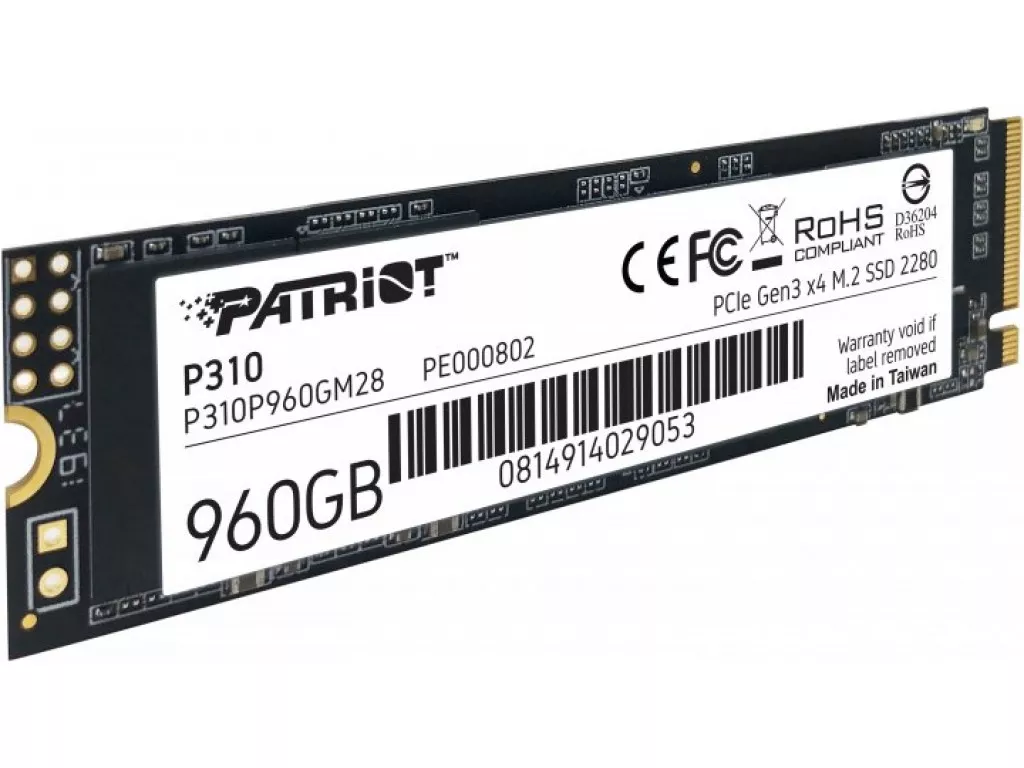 PATRIOT™
CE FC RoHS
COMPLIANT
D36204
RoHS
PCIe Gen3 x4 M.2 SSD 2280
P310
P310P960GM28
PE000802
Warranty void if
label removed
Made in Taiwan
960GB
0814914029053